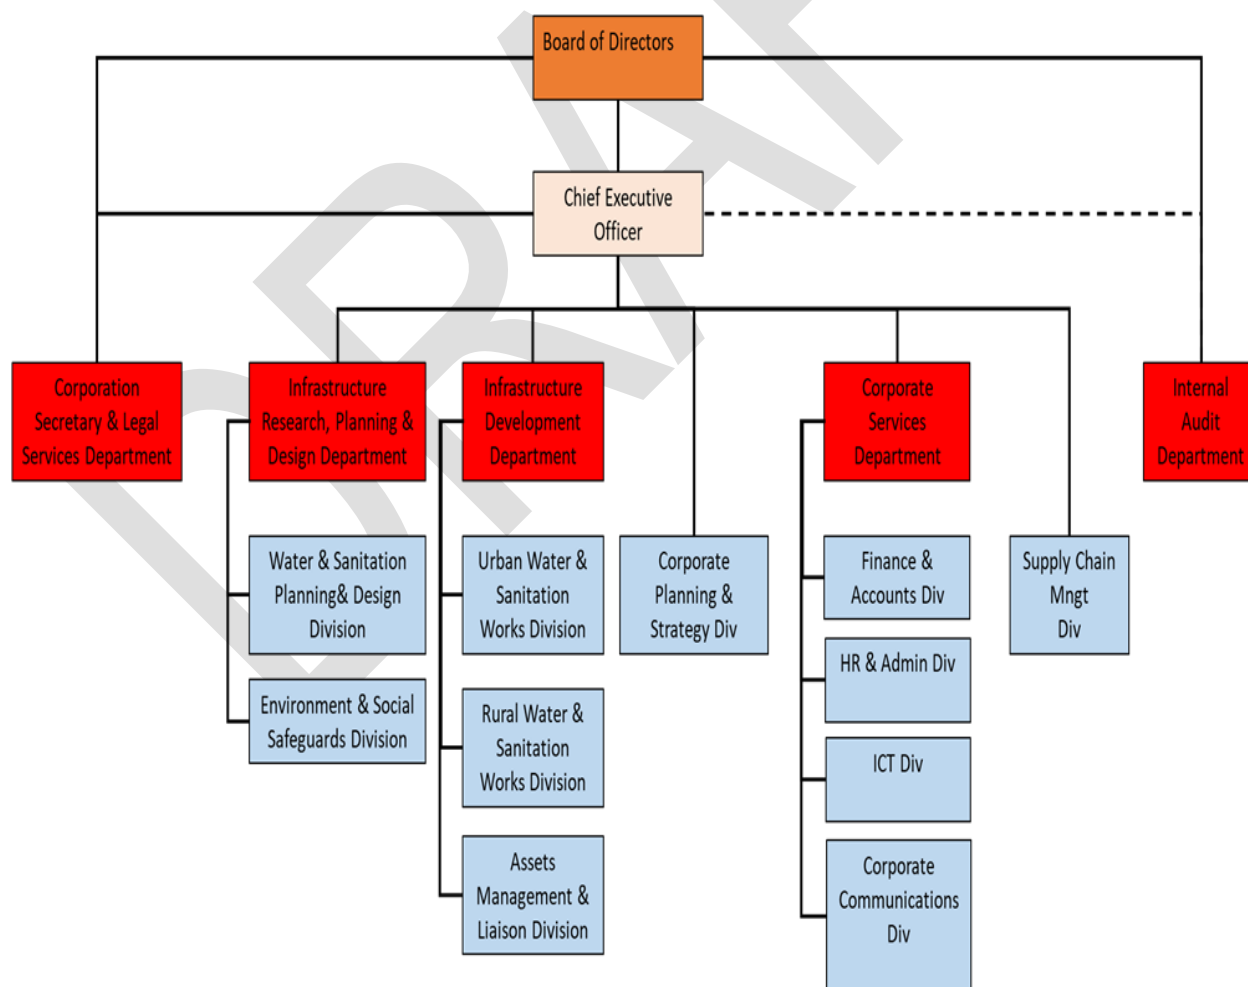 DRAF
Board of Directors
Chief Executive
Officer
Corporation
Secretary & Legal
Services Department
Infrastructure
Research, Planning &
Design Department
Infrastructure
Development
Department
Corporate
Services
Department
Internal
Audit
Department
Water & Sanitation
Planning& Design
Division
Environment & Social
Safeguards Division
Urban Water &
Sanitation
Works Division
Rural Water &
Sanitation
Works Division
Assets
Management &
Liaison Division
Corporate
Planning &
Strategy Div
Finance &
Accounts Div
HR & Admin Div
ICT Div
Corporate
Communications
Div
Supply Chain
Mngt
Div